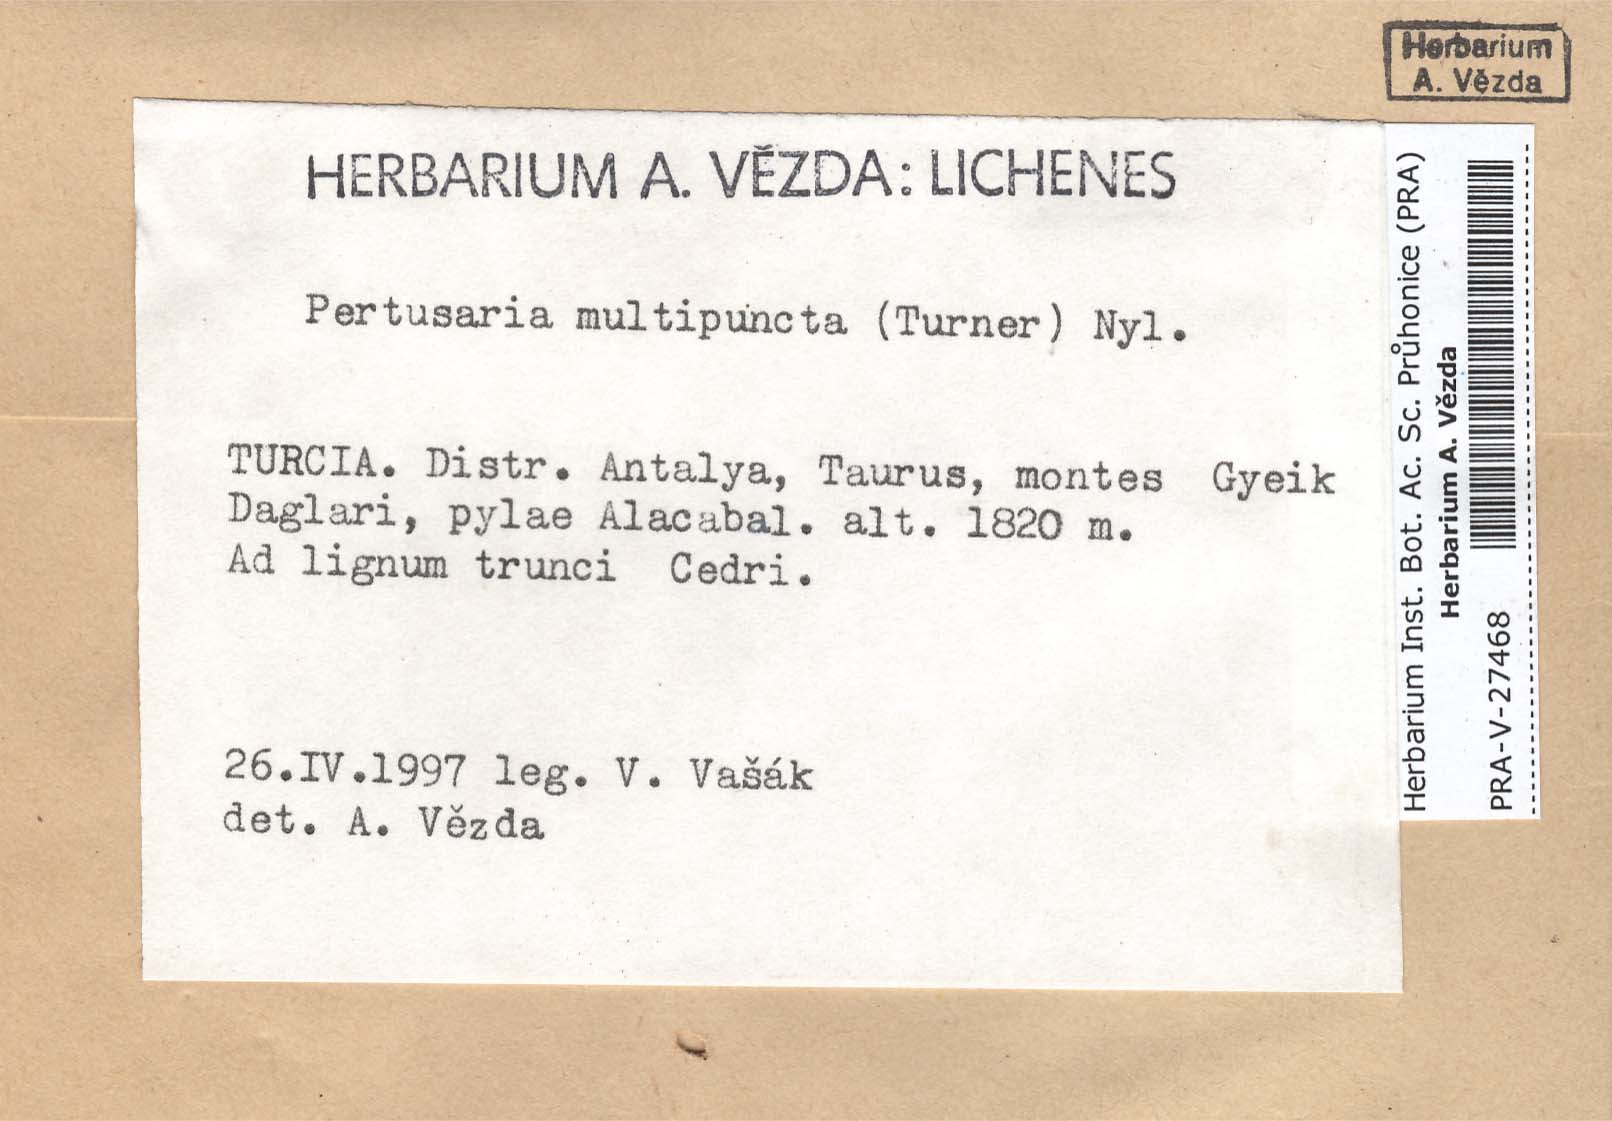 Herbarium
A. Vězda
HERBARIUM A. VĚZDA: LICHENES
Pertusaria multipuncta (Turner) Nyl.
TURCIA. Distr. Antalya, Taurus, montes Gyeik
Daglari, pylae Alacabal. alt. 1820 m.
Ad lignum trunci Cedri.
26.IV.1997 leg. V. Vašák
det. A. Vězda
Herbarium Inst. Bot. Ac. Sc. Průhonice (PRA)
Herbarium A. Vězda
PRA-V-27468